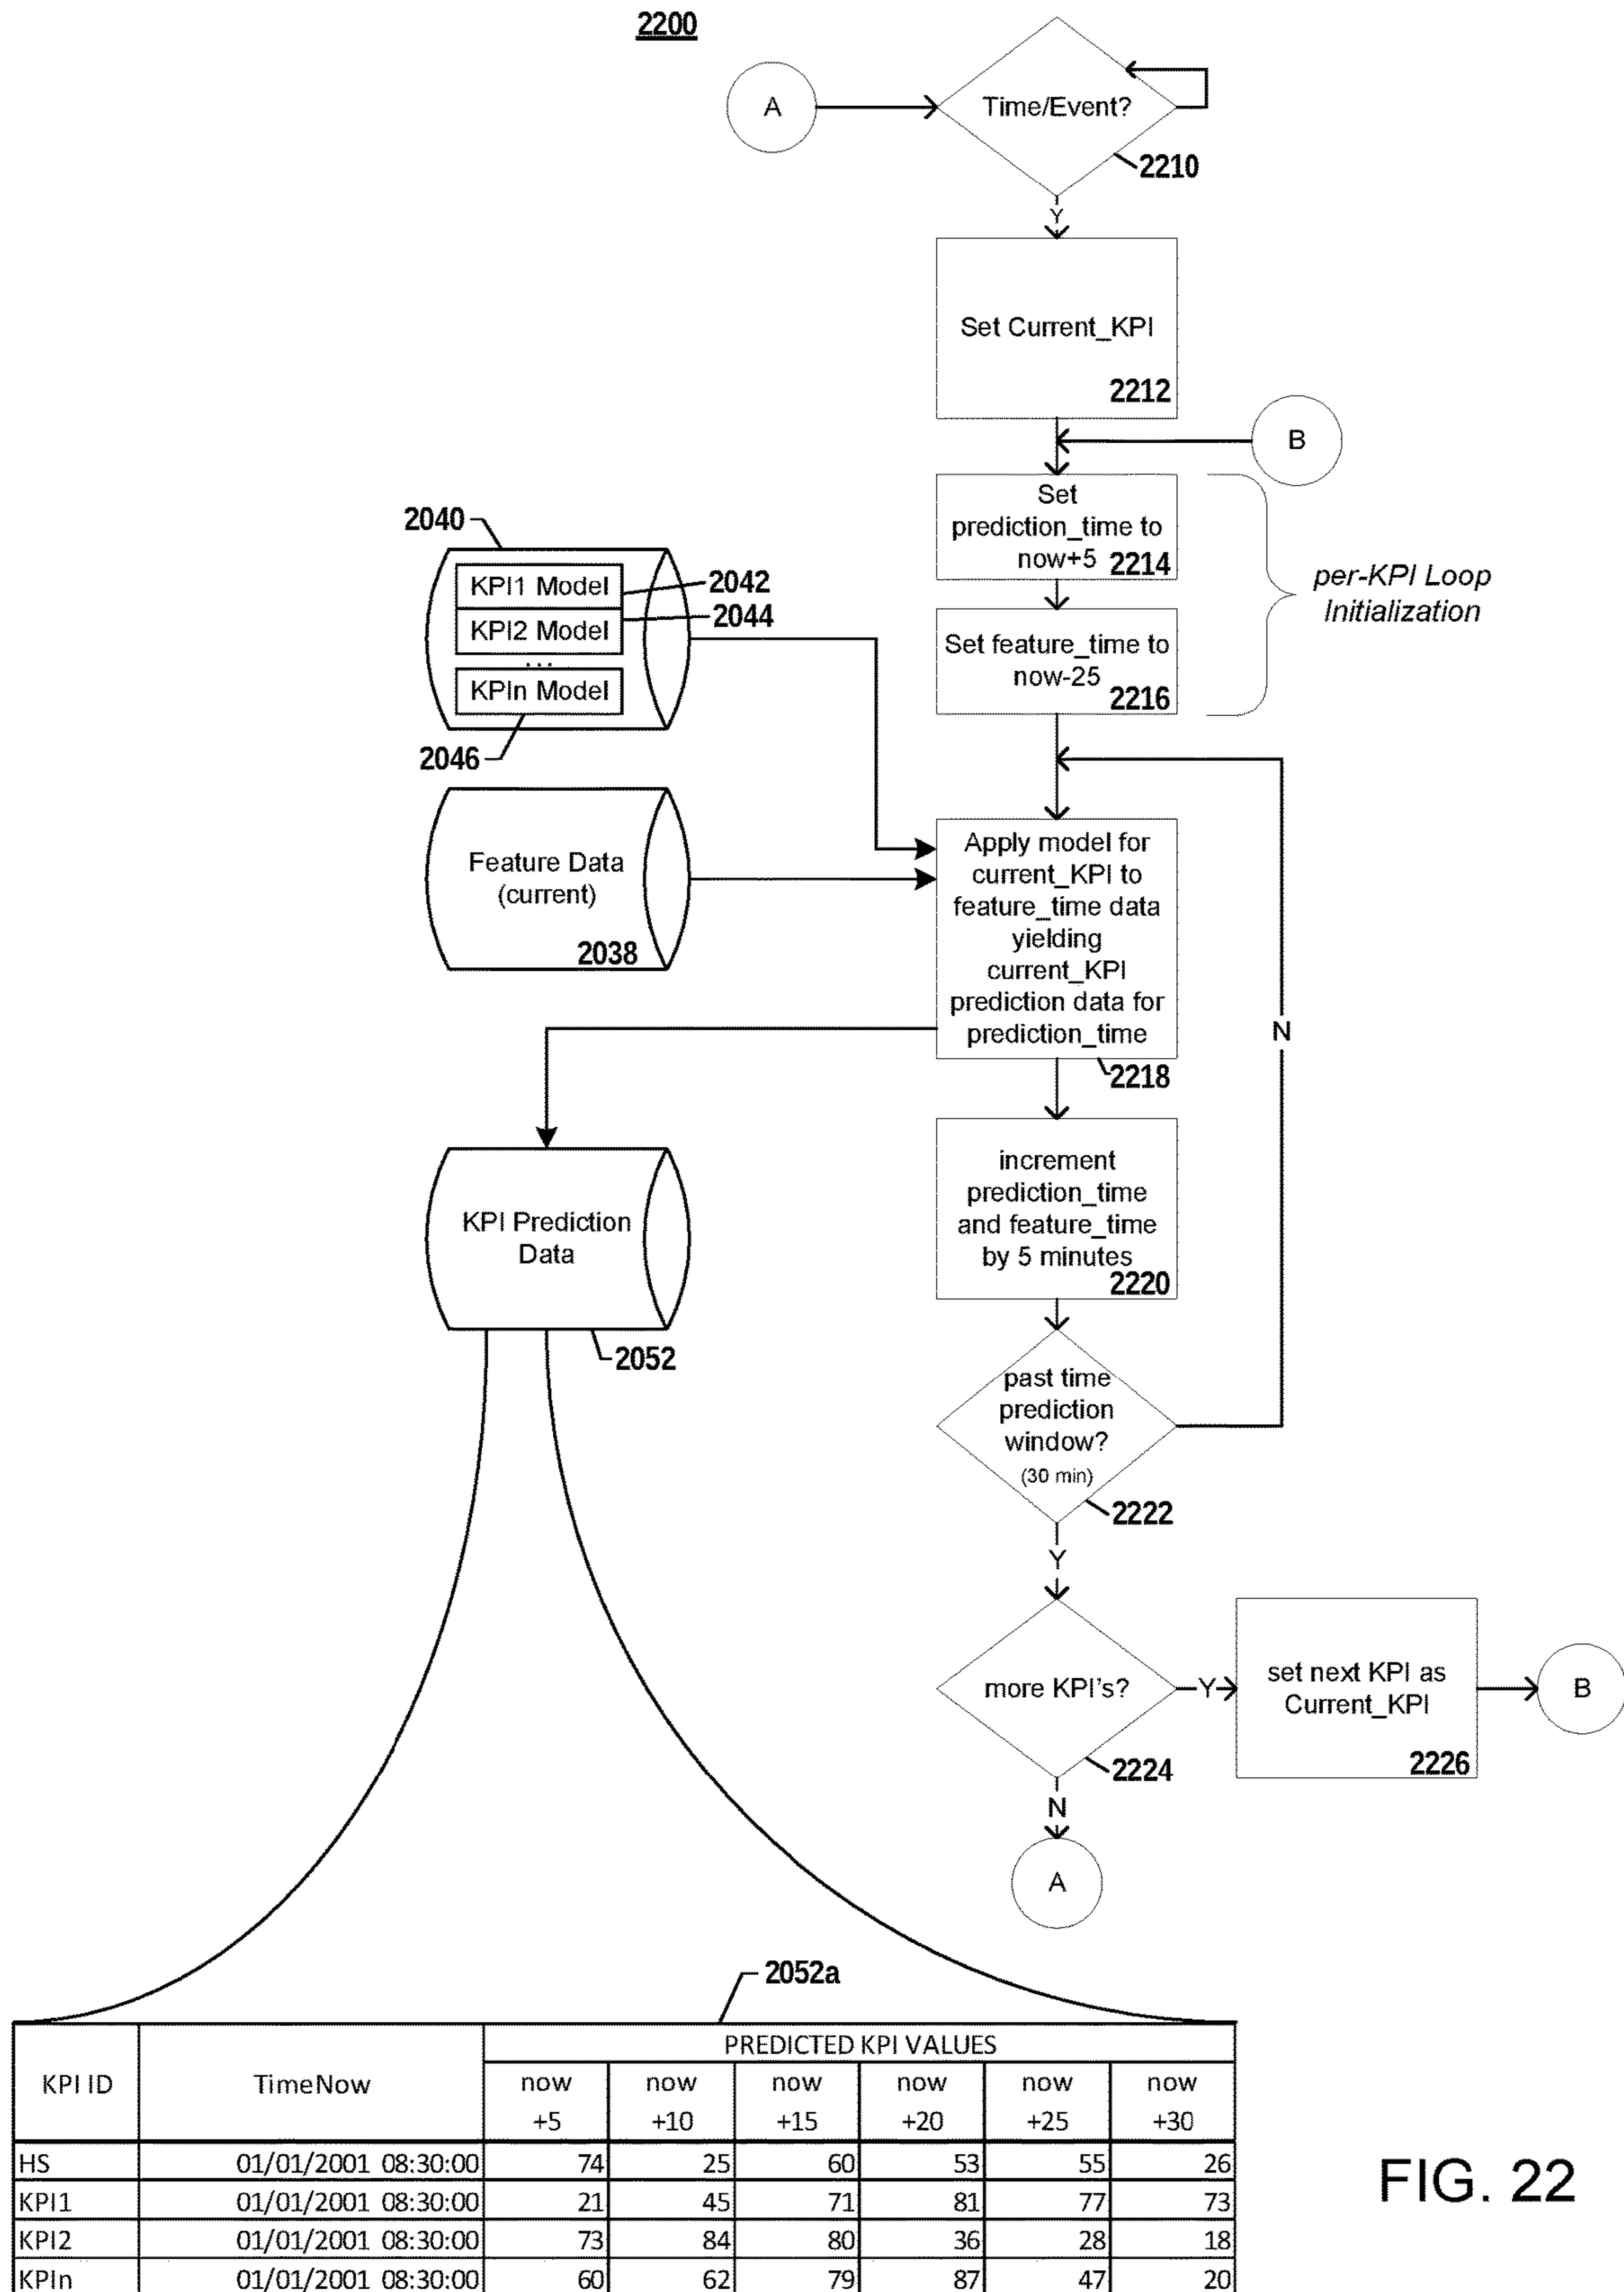 2200
A
Time/Event?
2210
Y
Set Current_KPI
2212
B
Set
prediction_time to
now+5 2214
per-KPI Loop
Initialization
Set feature_time to
now-25
2216
2040
KPI1 Model
2042
KPI2 Model
2044
...
KPIn Model
2046
Feature Data
(current)
2038
Apply model for
current_KPI to
feature_time data
yielding
current_KPI
prediction data for
prediction_time
2218
N
KPI Prediction
Data
2052
increment
prediction_time
and feature_time
by 5 minutes
2220
past time
prediction
window?
(30 min)
2222
Y
more KPI's?
2224
Y
set next KPI as
Current_KPI
2226
B
N
A
2052a
KPI ID TimeNow PREDICTED KPI VALUES
now now now now now now
+5 +10 +15 +20 +25 +30
HS 01/01/2001 08:30:00 74 25 60 53 55 26
KPI1 01/01/2001 08:30:00 21 45 71 81 77 73
KPI2 01/01/2001 08:30:00 73 84 80 36 28 18
KPIn 01/01/2001 08:30:00 60 62 79 87 47 20
FIG. 22